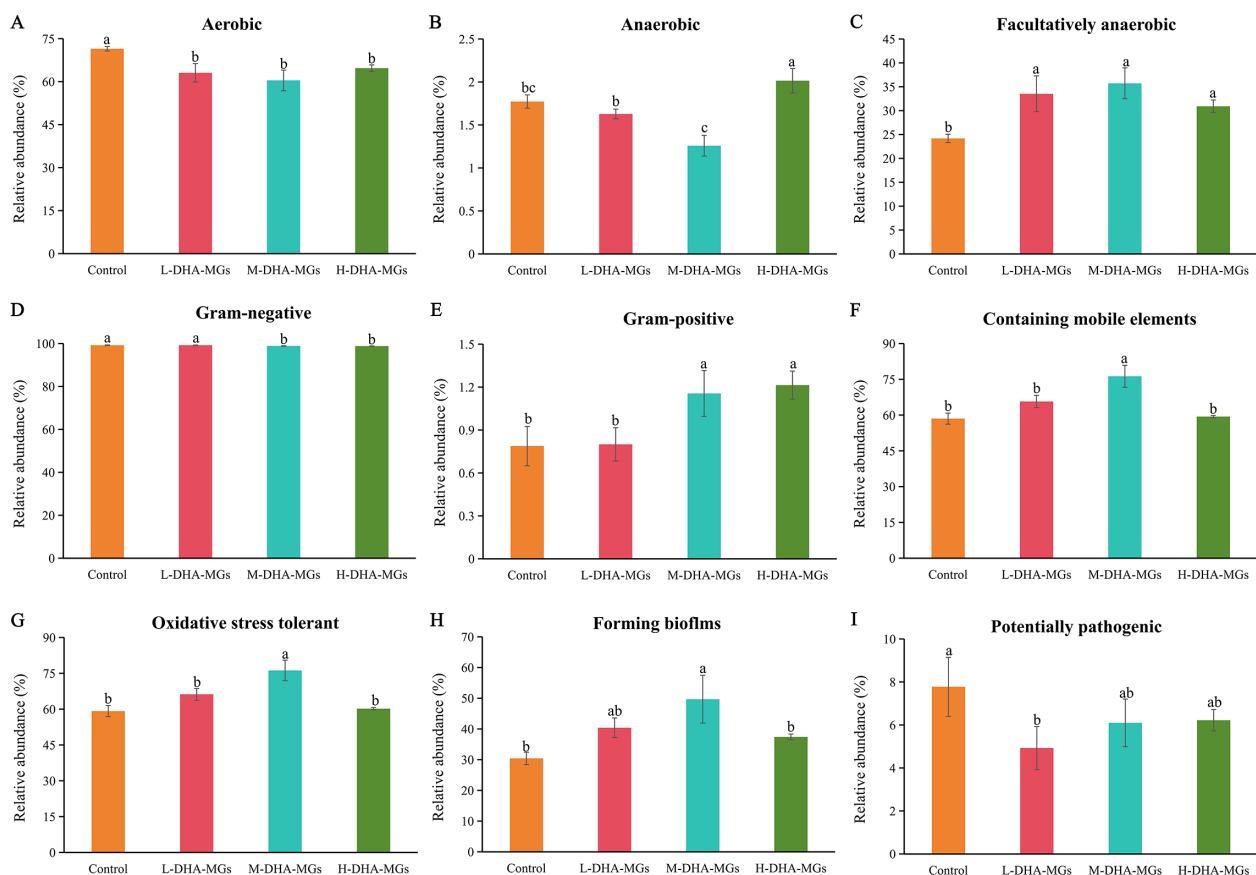 A
Aerobic
Relative abundance (%)
75
60
45
30
15
0
a
b
b
b
Control
L-DHA-MGs
M-DHA-MGs
H-DHA-MGs
B
Anaerobic
Relative abundance (%)
2.5
2
1.5
1
0.5
0
bc
b
c
a
Control
L-DHA-MGs
M-DHA-MGs
H-DHA-MGs
C
Facultatively anaerobic
Relative abundance (%)
45
40
35
30
25
20
15
10
5
0
b
a
a
a
Control
L-DHA-MGs
M-DHA-MGs
H-DHA-MGs
D
Gram-negative
Relative abundance (%)
100
80
60
40
20
0
a
a
b
b
Control
L-DHA-MGs
M-DHA-MGs
H-DHA-MGs
E
Gram-positive
Relative abundance (%)
1.5
1.2
0.9
0.6
0.3
0
b
b
a
a
Control
L-DHA-MGs
M-DHA-MGs
H-DHA-MGs
F
Containing mobile elements
Relative abundance (%)
90
75
60
45
30
15
0
b
b
a
b
Control
L-DHA-MGs
M-DHA-MGs
H-DHA-MGs
G
Oxidative stress tolerant
Relative abundance (%)
90
75
60
45
30
15
0
b
b
a
b
Control
L-DHA-MGs
M-DHA-MGs
H-DHA-MGs
H
Forming bioflms
Relative abundance (%)
70
60
50
40
30
20
10
0
b
ab
a
b
Control
L-DHA-MGs
M-DHA-MGs
H-DHA-MGs
I
Potentially pathogenic
Relative abundance (%)
10
8
6
4
2
0
a
b
ab
ab
Control
L-DHA-MGs
M-DHA-MGs
H-DHA-MGs